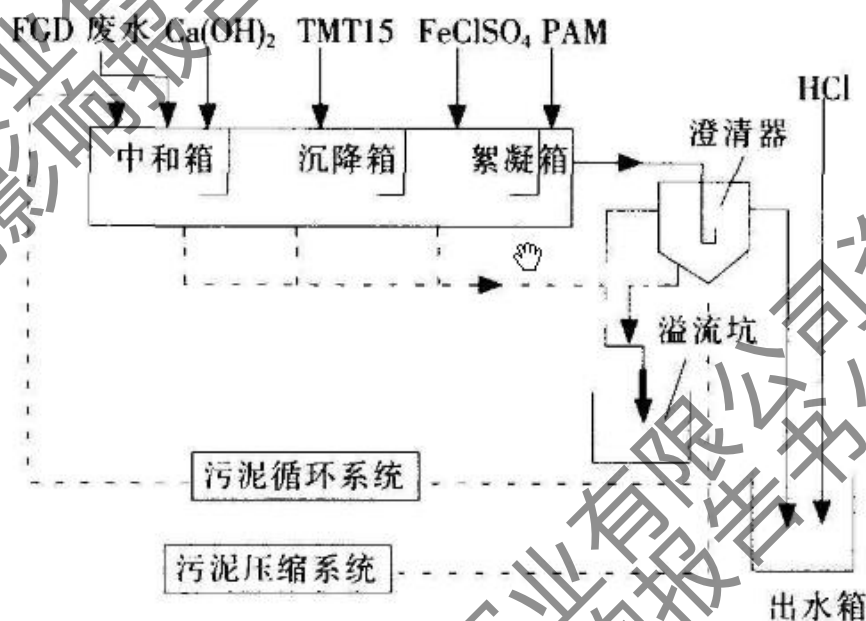 FGD 废水 Ca(OH)₂ TMT15 FeClSO₄ PAM
HCl
澄清器
中和箱 沉降箱 絮凝箱
溢流坑
污泥循环系统
污泥压缩系统
出水箱